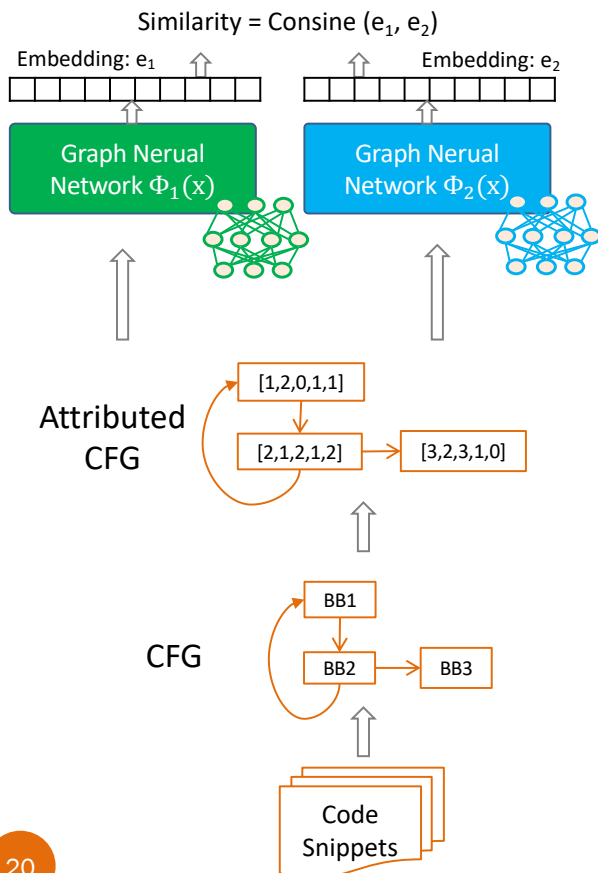 Similarity = Consine (e₁, e₂)
Embedding: e₁
Embedding: e₂
Graph Nerual
Network Φ₁(x)
Graph Nerual
Network Φ₂(x)
[1,2,0,1,1]
Attributed
CFG
[2,1,2,1,2]
[3,2,3,1,0]
BB1
CFG
BB2
BB3
Code
Snippets
20